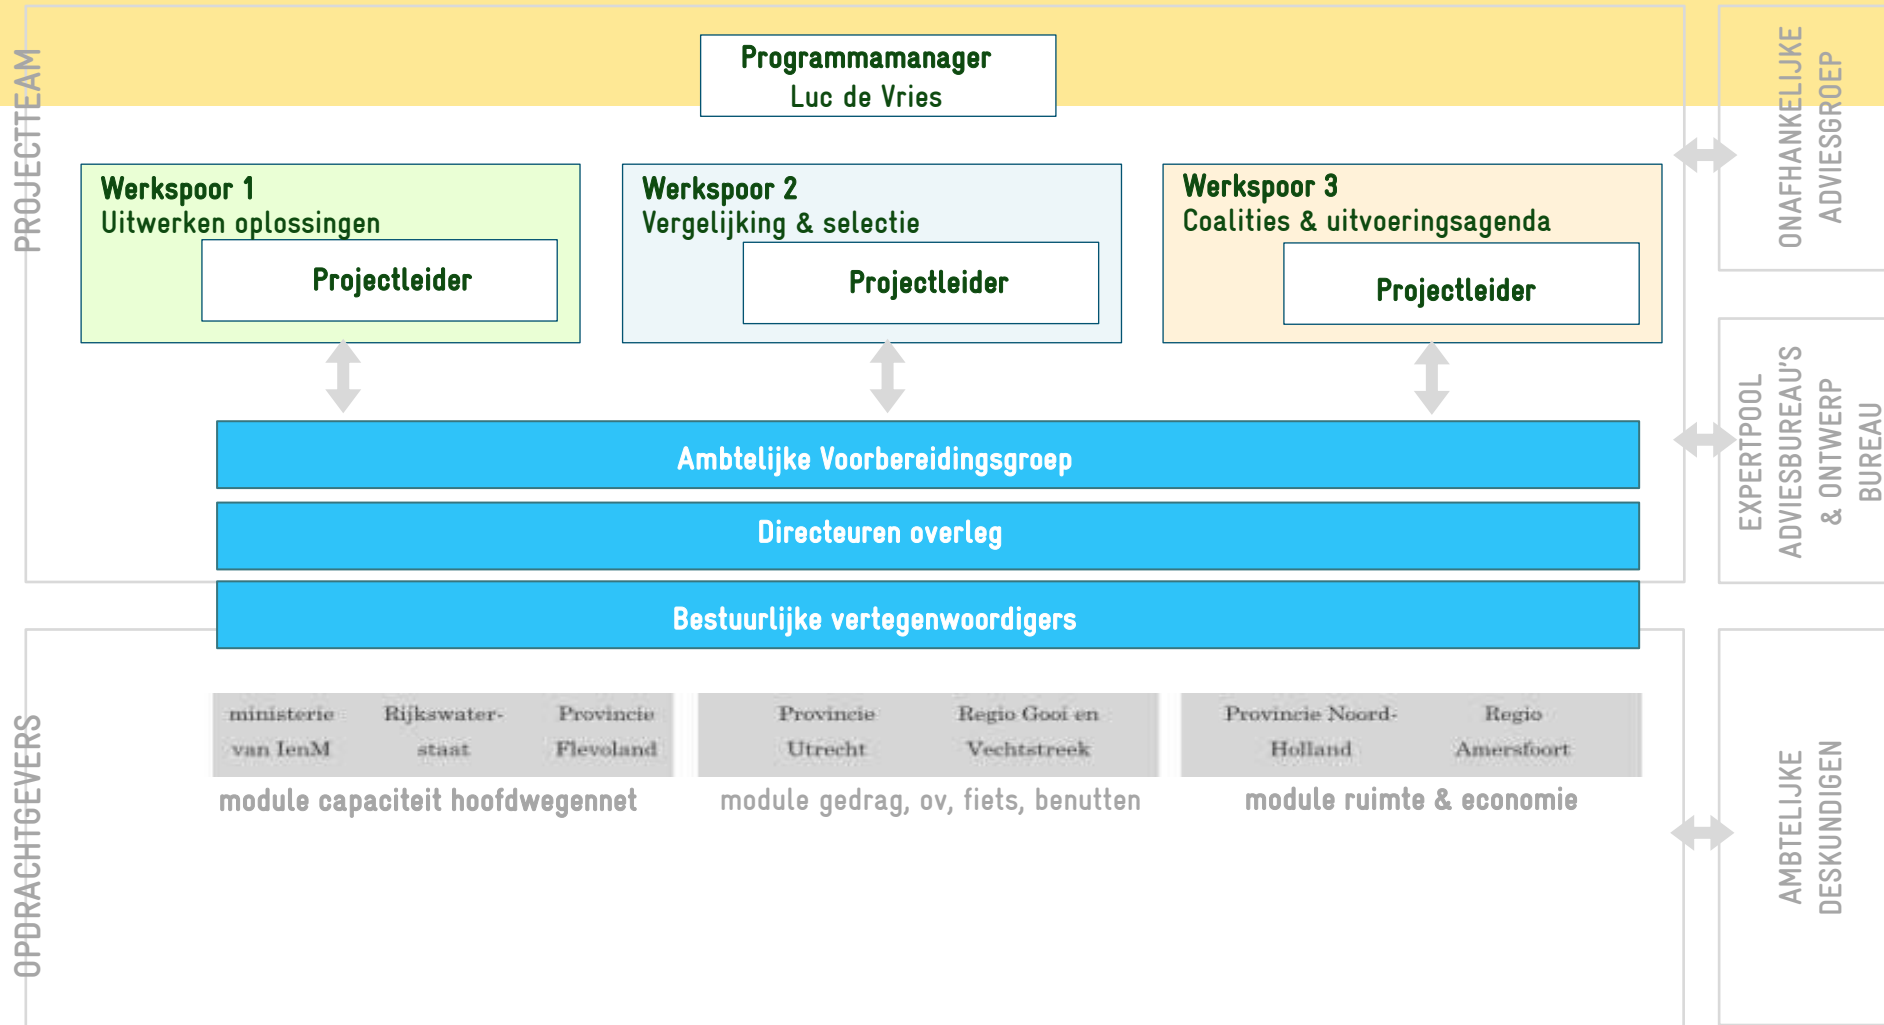 PROJECTTEAM
Programmamanager
Luc de Vries
Werkspoor 1
Uitwerken oplossingen
Projectleider
Werkspoor 2
Vergelijking & selectie
Projectleider
Werkspoor 3
Coalities & uitvoeringsagenda
Projectleider
Ambtelijke Voorbereidingsgroep
Directeuren overleg
Bestuurlijke vertegenwoordigers
OPDRACHTGEVERS
ministerie
van IenM
Rijkswater-
staat
Provincie
Flevoland
module capaciteit hoofdwegennet
Provincie
Utrecht
Regio Gooi en
Vechtstreek
module gedrag, ov, fiets, benutten
Provincie Noord-
Holland
Regio
Amersfoort
module ruimte & economie
ONAFHANKELIJKE
ADVIESGROEP
EXPERTPOOL
ADVIESBUREAU'S
& ONTWERP
BUREAU
AMBTELIJKE
DESKUNDIGEN